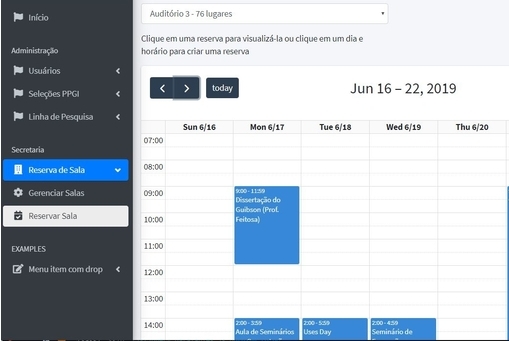 Início
Administração
Usuários
Seleções PPGI
Linha de Pesquisa
Secretaria
Reserva de Sala
Gerenciar Salas
Reservar Sala
EXAMPLES
Menu item com drop
Auditório 3 - 76 lugares
Clique em uma reserva para visualizá-la ou clique em um dia e
horário para criar uma reserva
today
Jun 16 – 22, 2019
Sun 6/16 Mon 6/17 Tue 6/18 Wed 6/19 Thu 6/20
07:00
08:00
09:00
9:00 - 11:59
Dissertação do
Guibson (Prof.
Feitosa)
10:00
11:00
12:00
13:00
14:00
2:00 - 3:59
Aula de Seminários
2:00 - 5:59
Uses Day
2:00 - 4:59
Seminário de